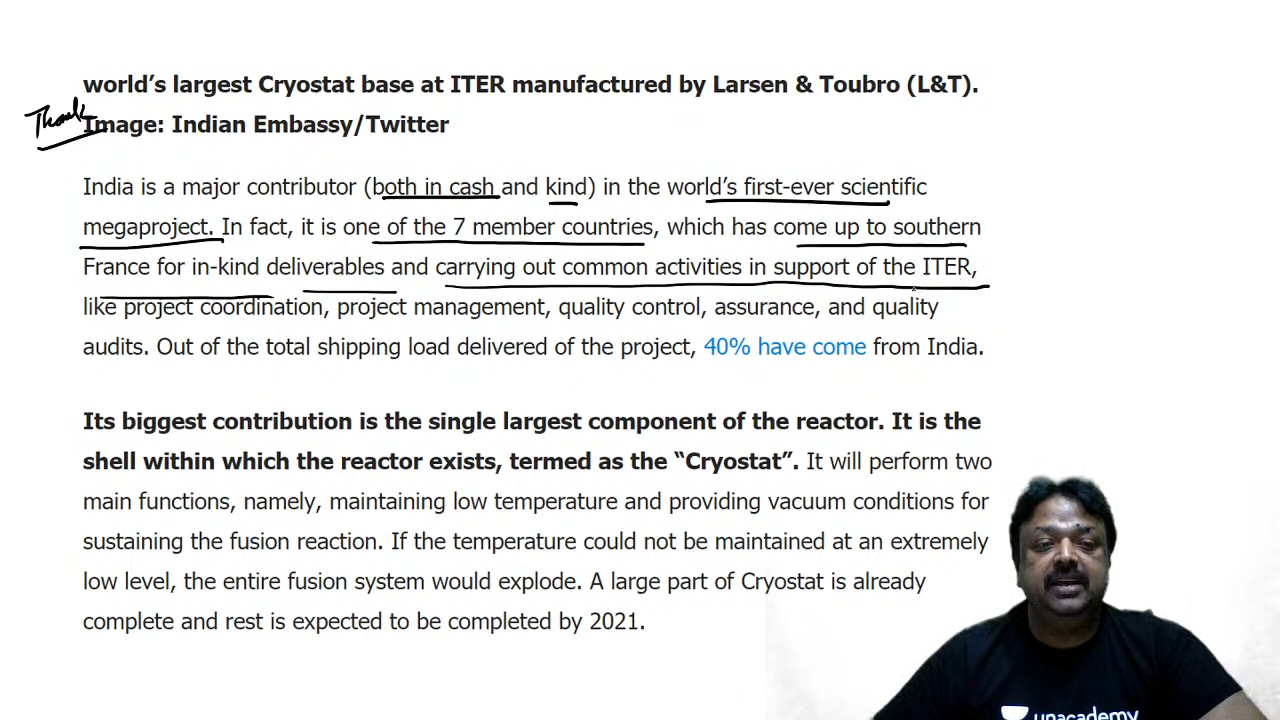 world’s largest Cryostat base at ITER manufactured by Larsen & Toubro (L&T).
Thank
Image: Indian Embassy/Twitter
India is a major contributor (both in cash and kind) in the world’s first-ever scientific
megaproject. In fact, it is one of the 7 member countries, which has come up to southern
France for in-kind deliverables and carrying out common activities in support of the ITER,
like project coordination, project management, quality control, assurance, and quality
audits. Out of the total shipping load delivered of the project, 40% have come from India.
Its biggest contribution is the single largest component of the reactor. It is the
shell within which the reactor exists, termed as the “Cryostat”. It will perform two
main functions, namely, maintaining low temperature and providing vacuum conditions for
sustaining the fusion reaction. If the temperature could not be maintained at an extremely
low level, the entire fusion system would explode. A large part of Cryostat is already
complete and rest is expected to be completed by 2021.
unacademy